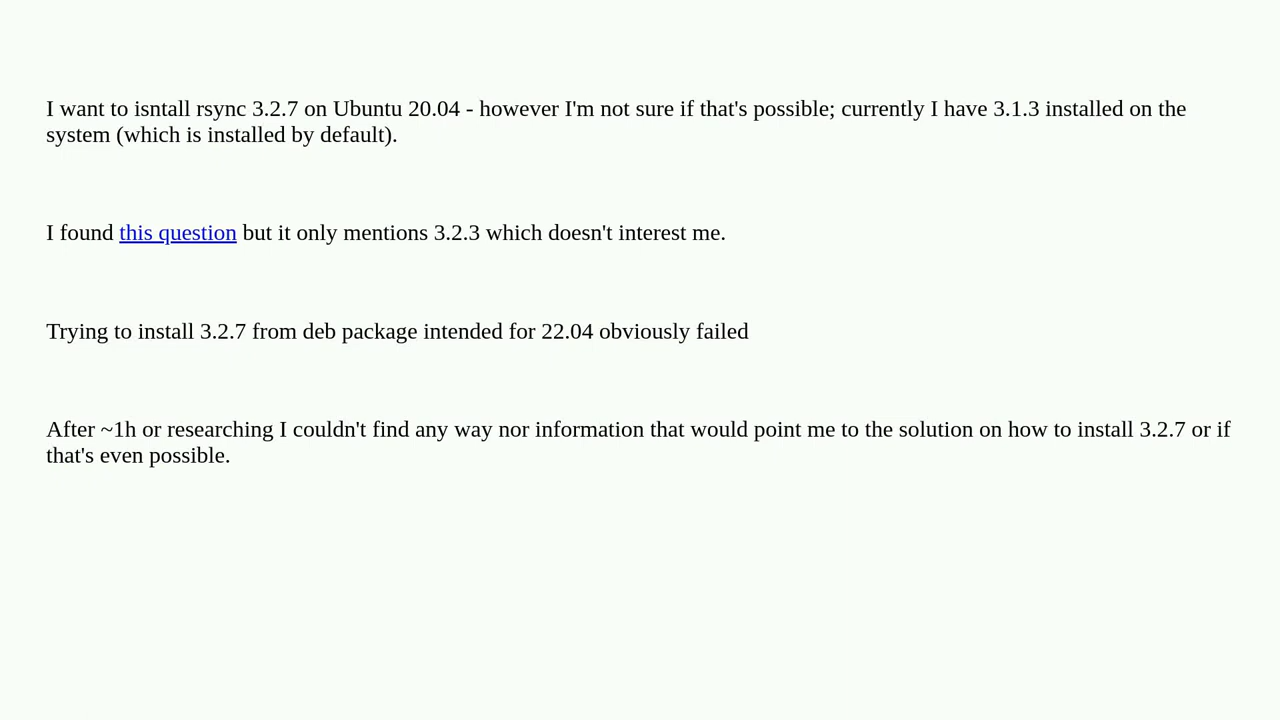 I want to isntall rsync 3.2.7 on Ubuntu 20.04 - however I'm not sure if that's possible; currently I have 3.1.3 installed on the
system (which is installed by default).
I found this question but it only mentions 3.2.3 which doesn't interest me.
Trying to install 3.2.7 from deb package intended for 22.04 obviously failed
After ~1h or researching I couldn't find any way nor information that would point me to the solution on how to install 3.2.7 or if
that's even possible.